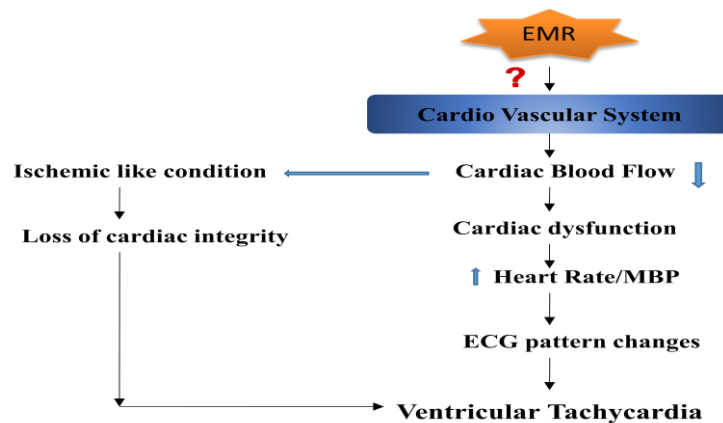 EMR
?
Cardio Vascular System
Ischemic like condition
Cardiac Blood Flow
Loss of cardiac integrity
Cardiac dysfunction
Heart Rate/MBP
ECG pattern changes
Ventricular Tachycardia